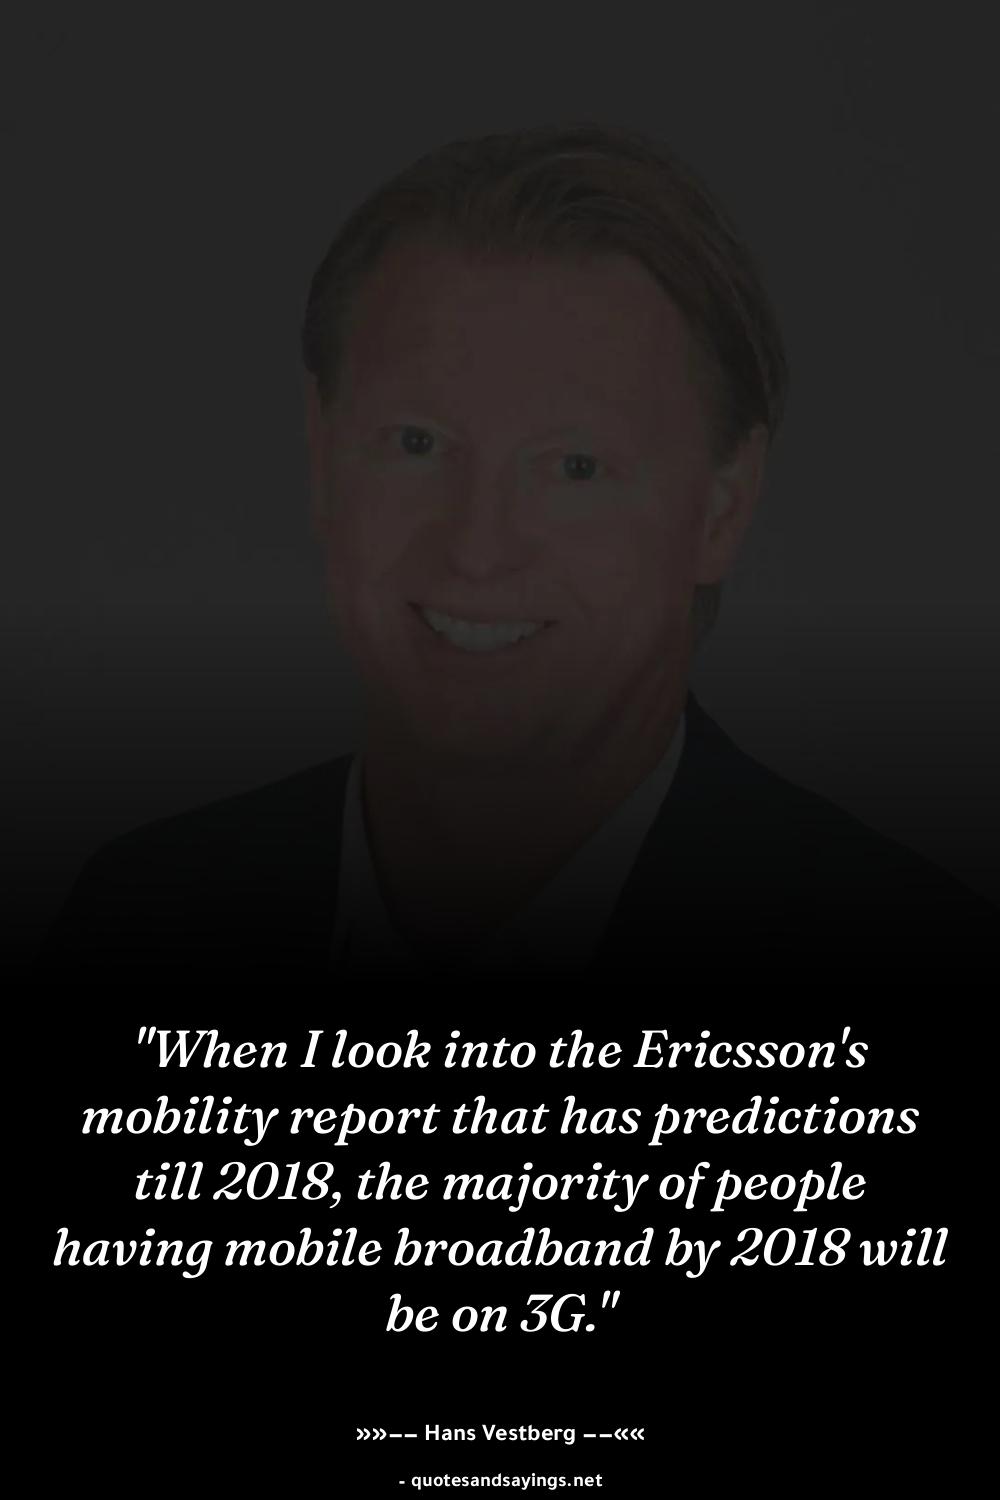 "When I look into the Ericsson's
mobility report that has predictions
till 2018, the majority of people
having mobile broadband by 2018 will
be on 3G."
»»−− Hans Vestberg −−««
- quotesandsayings.net